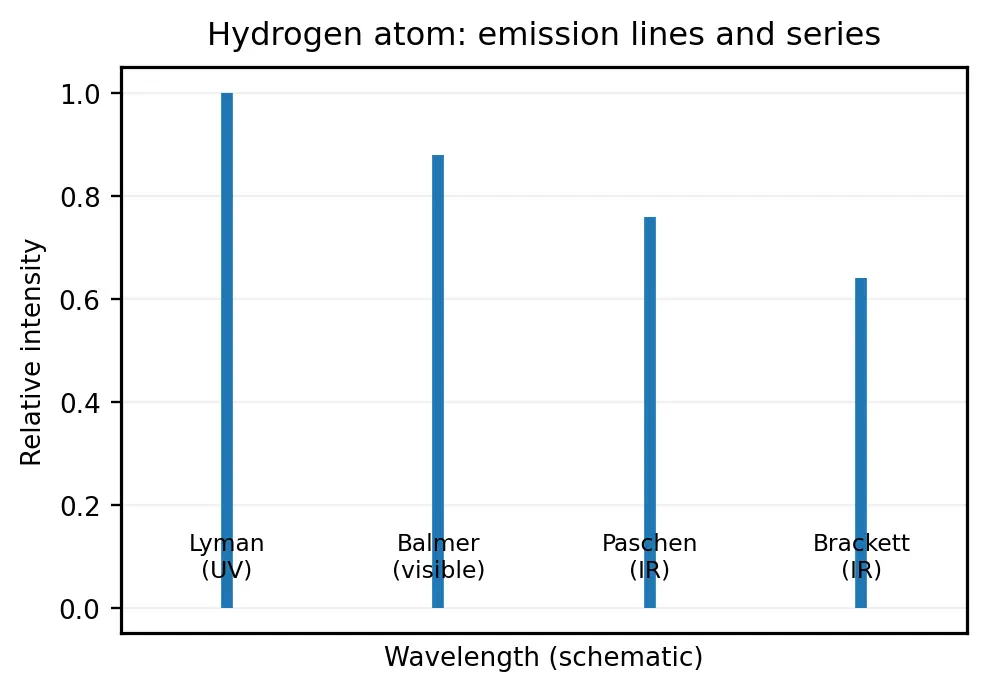 Hydrogen atom: emission lines and series
Relative intensity
1.0
0.8
0.6
0.4
0.2
0.0
Lyman
(UV)
Balmer
(visible)
Paschen
(IR)
Brackett
(IR)
Wavelength (schematic)